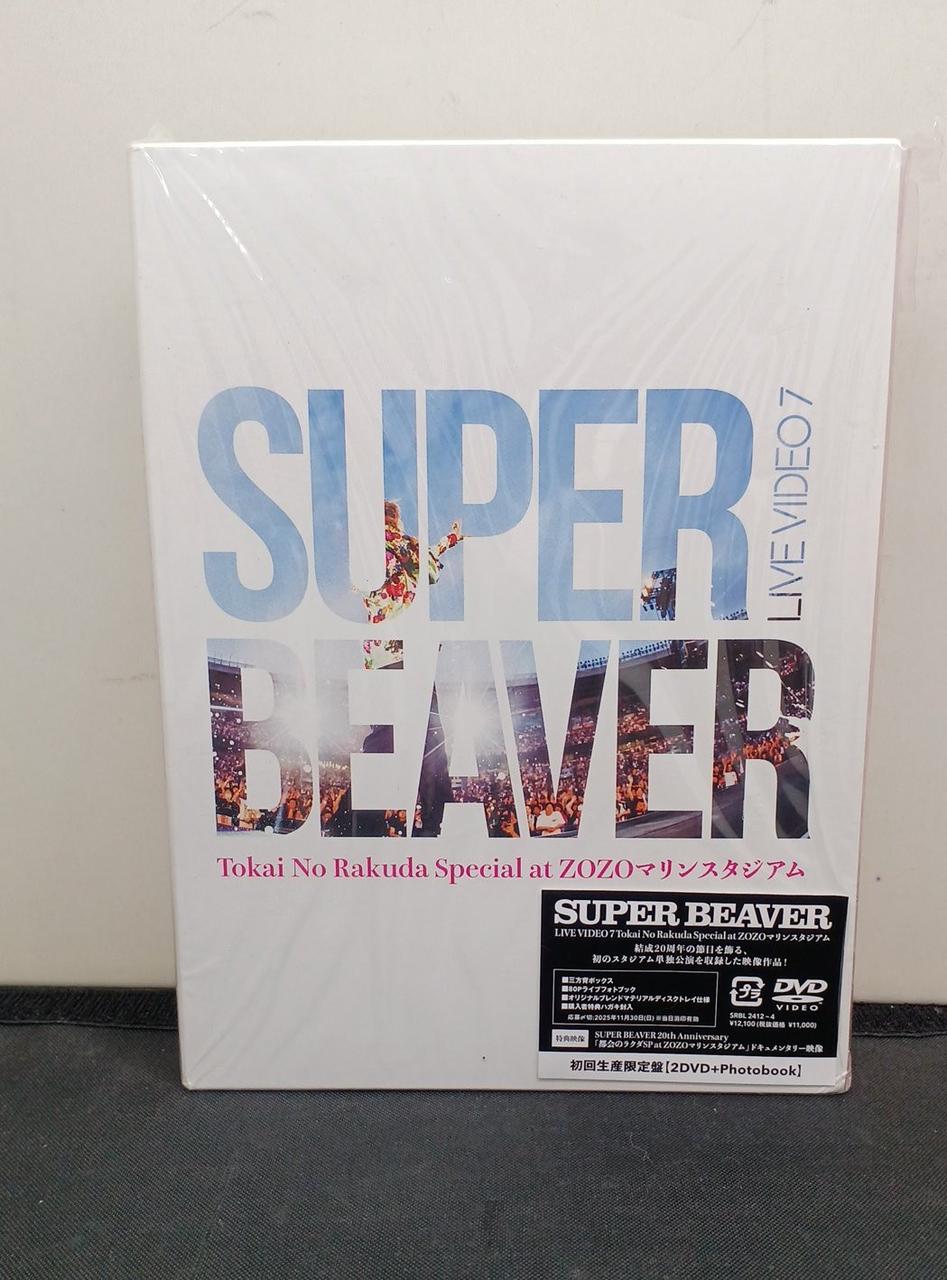 SUPER
BEAVER
LIVE VIDEO 7
Tokai No Rakuda Special at ZOZOマリンスタジアム
SUPER BEAVER
LIVE VIDEO 7 Tokai No Rakuda Special at ZOZOマリンスタジアム
結成20周年の節目を飾る、
初のスタジアム単独公演を収録した映像作品!
■三方背ボックス
■80Pライブフォトブック
■オリジナルブレンドマテリアルディスクトレイ仕様
■購入者特典ハガキ封入
応募〆切:2025年11月30日(日) ※当日消印有効
プラ
DVD
VIDEO
SRBL 2412~4
¥12,100(税抜価格 ¥11,000)
特典映像
SUPER BEAVER 20th Anniversary
「都会のラクダSP at ZOZOマリンスタジアム」ドキュメンタリー映像
初回生産限定盤【2DVD+Photobook】